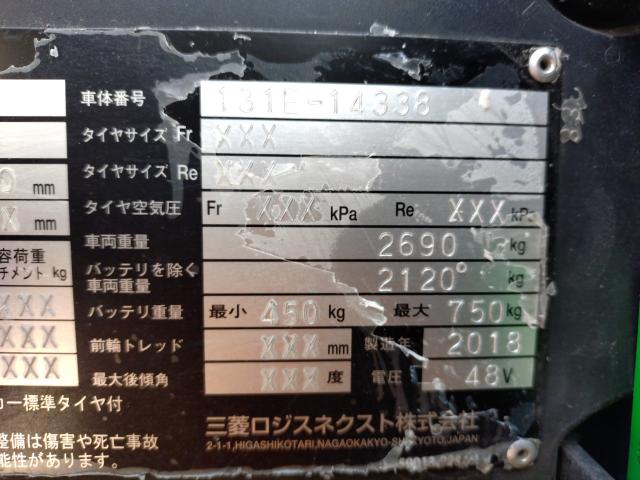 車体番号 131E-14338
タイヤサイズ Fr XXX
mm タイヤサイズ Re XXX
X mm タイヤ空気圧 Fr XXX kPa Re XXX kPa
車両重量 2690 kg
容荷重
チメント kg バッテリを除く車両重量 2120 kg
XXX バッテリ重量 最小 450 kg 最大 750 kg
XXX 前輪トレッド XXX mm 製造年 2018
XXX 最大後傾角 XXX 度 電圧 48 V
カー標準タイヤ付
三菱ロジスネクスト株式会社
2-1-1,HIGASHIKOTARI,NAGAOKAKYO-SHI,KYOTO,JAPAN
整備は傷害や死亡事故
能性があります。